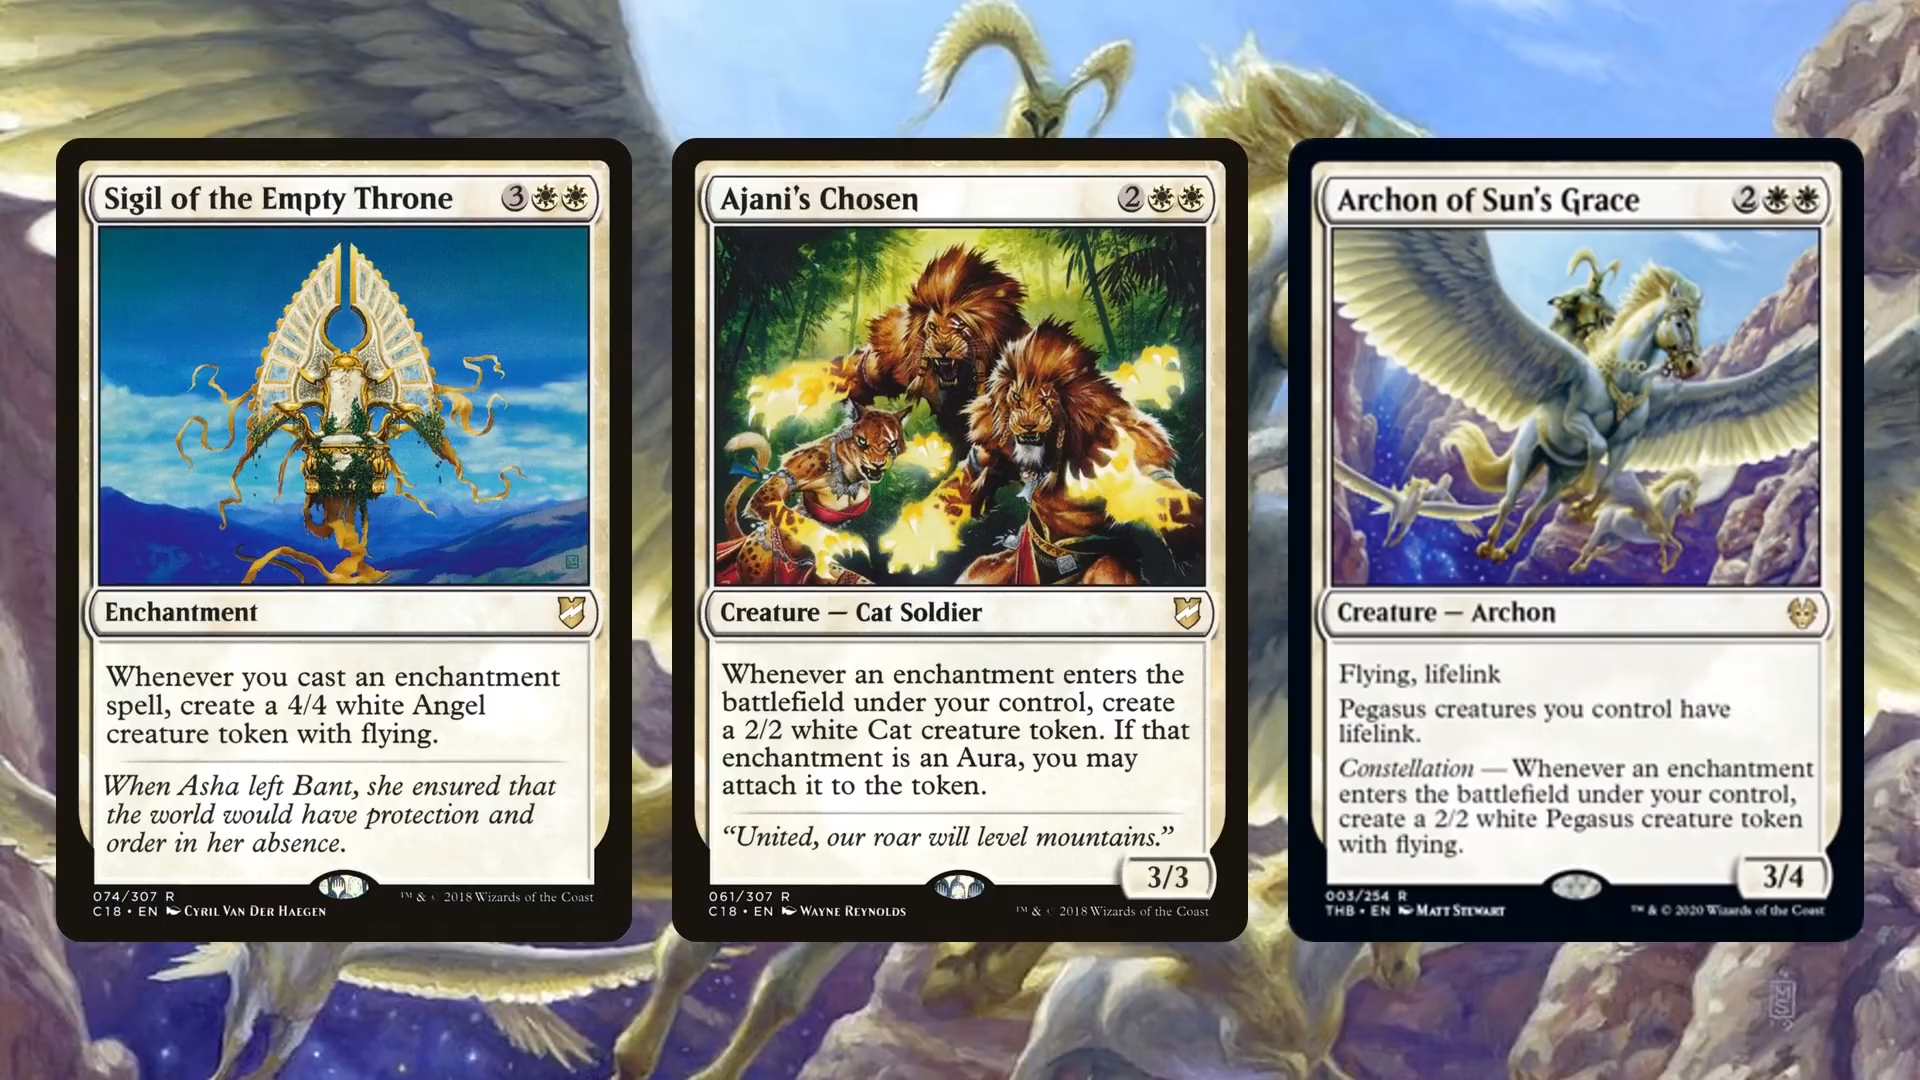 Sigil of the Empty Throne 3
Enchantment
Whenever you cast an enchantment
spell, create a 4/4 white Angel
creature token with flying.
When Asha left Bant, she ensured that
the world would have protection and
order in her absence.
074/307 R
C18 • EN Cyril Van Der Haegen
™ & © 2018 Wizards of the Coast
Ajani's Chosen 2
Creature — Cat Soldier
Whenever an enchantment enters the
battlefield under your control, create
a 2/2 white Cat creature token. If that
enchantment is an Aura, you may
attach it to the token.
“United, our roar will level mountains.”
3/3
061/307 R
C18 • EN Wayne Reynolds
™ & © 2018 Wizards of the Coast
Archon of Sun's Grace 2
Creature — Archon
Flying, lifelink
Pegasus creatures you control have
lifelink.
Constellation — Whenever an enchantment
enters the battlefield under your control,
create a 2/2 white Pegasus creature token
with flying.
3/4
003/254 R
THB • EN Matt Stewart
™ & © 2020 Wizards of the Coast